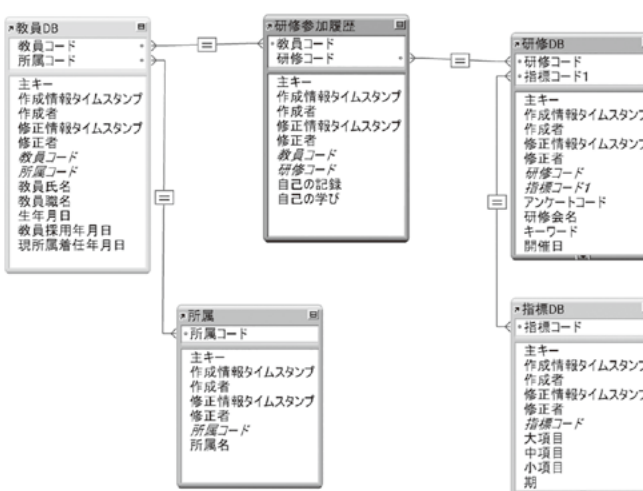 教員DB
教員コード
所属コード
主キー
作成情報タイムスタンプ
作成者
修正情報タイムスタンプ
修正者
教員コード
所属コード
教員氏名
教員職名
生年月日
教員採用年月日
現所属着任年月日
研修参加履歴
教員コード
研修コード
主キー
作成情報タイムスタンプ
作成者
修正情報タイムスタンプ
修正者
教員コード
研修コード
自己の記録
自己の学び
研修DB
研修コード
指標コード1
主キー
作成情報タイムスタンプ
作成者
修正情報タイムスタンプ
修正者
研修コード
指標コード1
アンケートコード
研修会名
キーワード
開催日
所属
所属コード
主キー
作成情報タイムスタンプ
作成者
修正情報タイムスタンプ
修正者
所属コード
所属名
指標DB
指標コード
主キー
作成情報タイムスタンプ
作成者
修正情報タイムスタンプ
修正者
指標コード
大項目
中項目
小項目
期